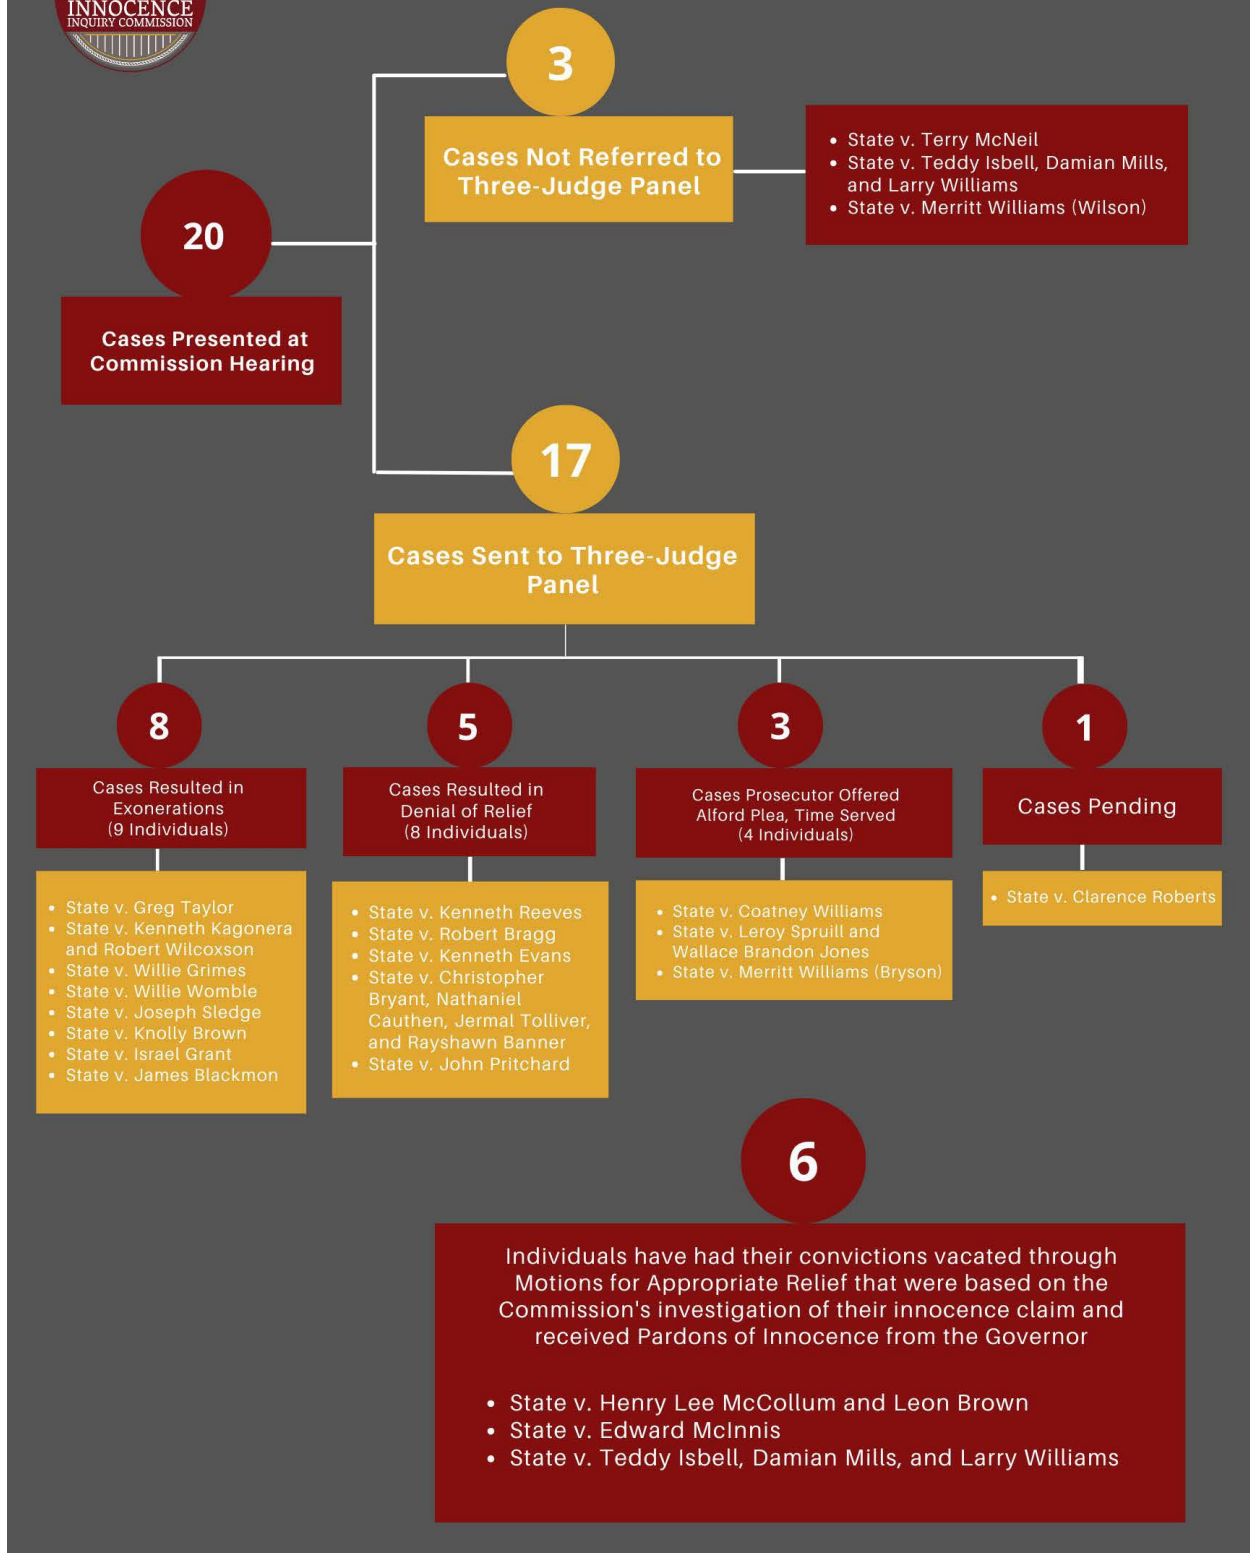 INNOCENCE
INQUIRY COMMISSION
3
Cases Not Referred to
Three-Judge Panel
• State v. Terry McNeil
• State v. Teddy Isbell, Damian Mills,
and Larry Williams
• State v. Merritt Williams (Wilson)
20
Cases Presented at
Commission Hearing
17
Cases Sent to Three-Judge
Panel
8
Cases Resulted in
Exonerations
(9 Individuals)
• State v. Greg Taylor
• State v. Kenneth Kagonera
and Robert Wilcoxson
• State v. Willie Grimes
• State v. Willie Womble
• State v. Joseph Sledge
• State v. Knolly Brown
• State v. Israel Grant
• State v. James Blackmon
5
Cases Resulted in
Denial of Relief
(8 Individuals)
• State v. Kenneth Reeves
• State v. Robert Bragg
• State v. Kenneth Evans
• State v. Christopher
Bryant, Nathaniel
Cauthen, Jermal Tolliver,
and Rayshawn Banner
• State v. John Pritchard
3
Cases Prosecutor Offered
Alford Plea, Time Served
(4 Individuals)
• State v. Coatney Williams
• State v. Leroy Spruill and
Wallace Brandon Jones
• State v. Merritt Williams (Bryson)
1
Cases Pending
• State v. Clarence Roberts
6
Individuals have had their convictions vacated through
Motions for Appropriate Relief that were based on the
Commission's investigation of their innocence claim and
received Pardons of Innocence from the Governor
• State v. Henry Lee McCollum and Leon Brown
• State v. Edward McInnis
• State v. Teddy Isbell, Damian Mills, and Larry Williams